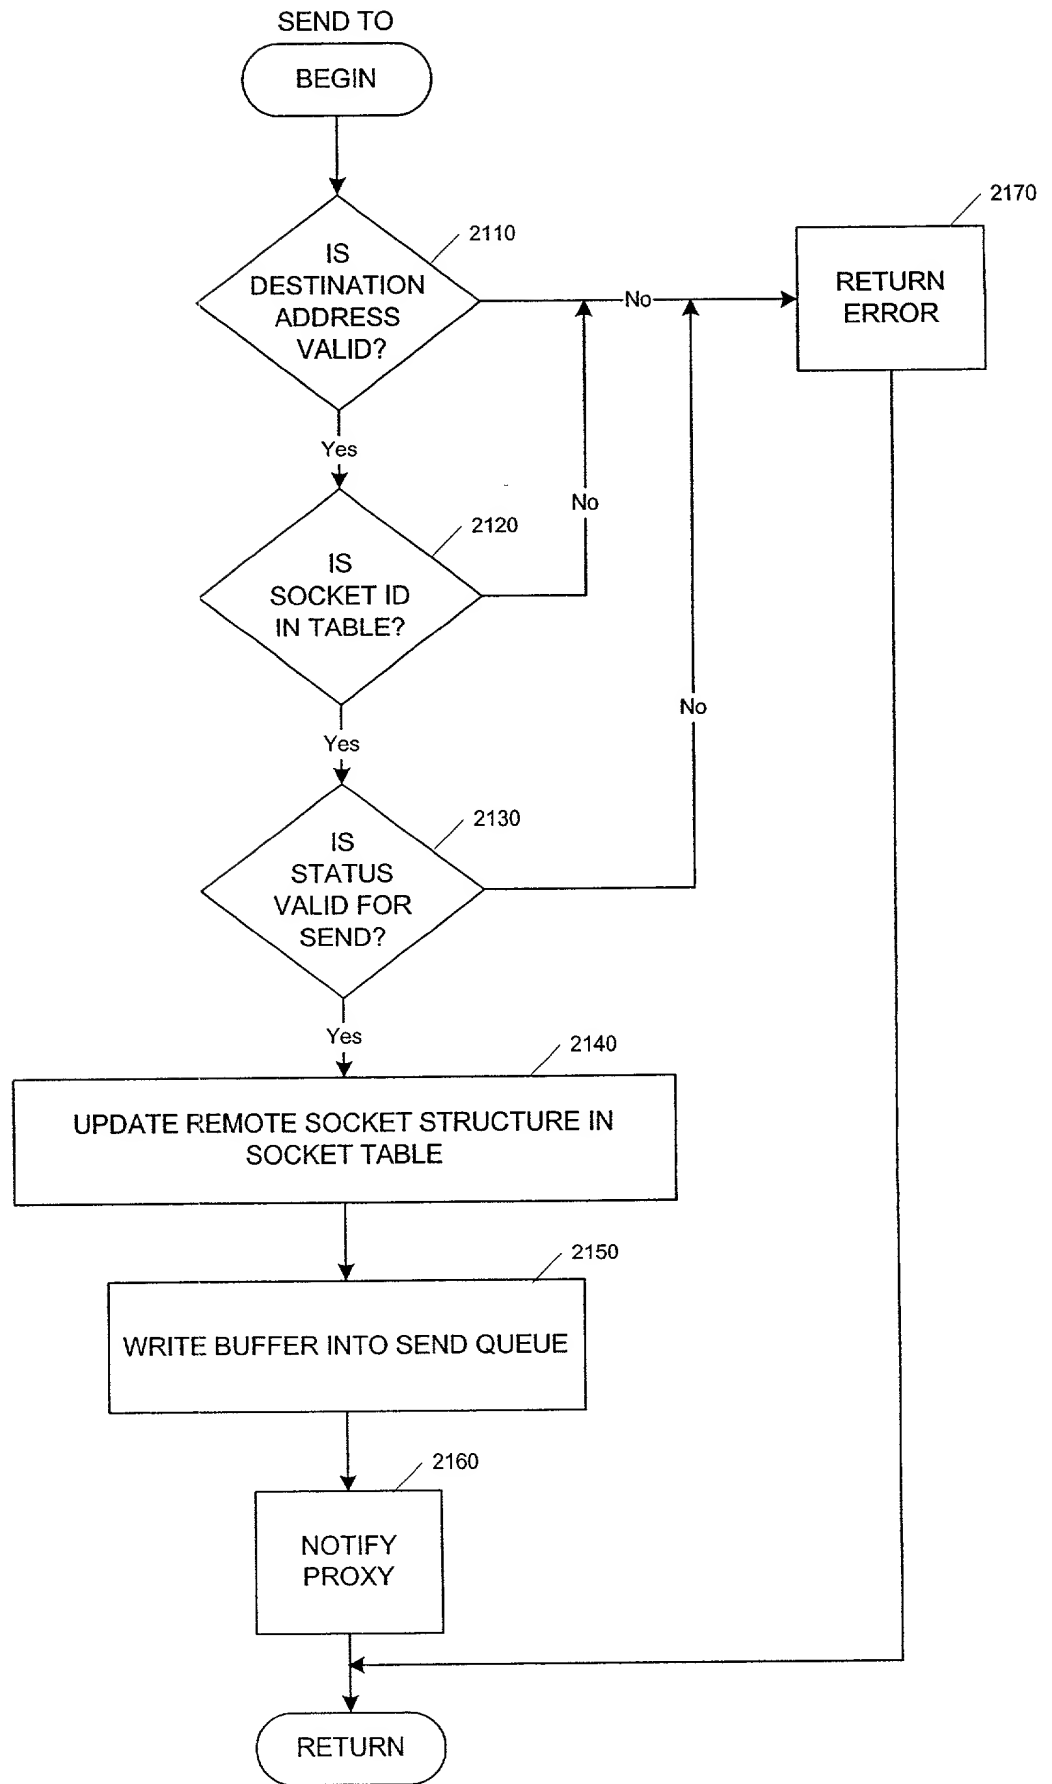 SEND TO
BEGIN
2170
2110
IS
DESTINATION
ADDRESS
VALID?
No
RETURN
ERROR
Yes
No
2120
IS
SOCKET ID
IN TABLE?
No
Yes
2130
IS
STATUS
VALID FOR
SEND?
Yes
2140
UPDATE REMOTE SOCKET STRUCTURE IN
SOCKET TABLE
2150
WRITE BUFFER INTO SEND QUEUE
2160
NOTIFY
PROXY
RETURN